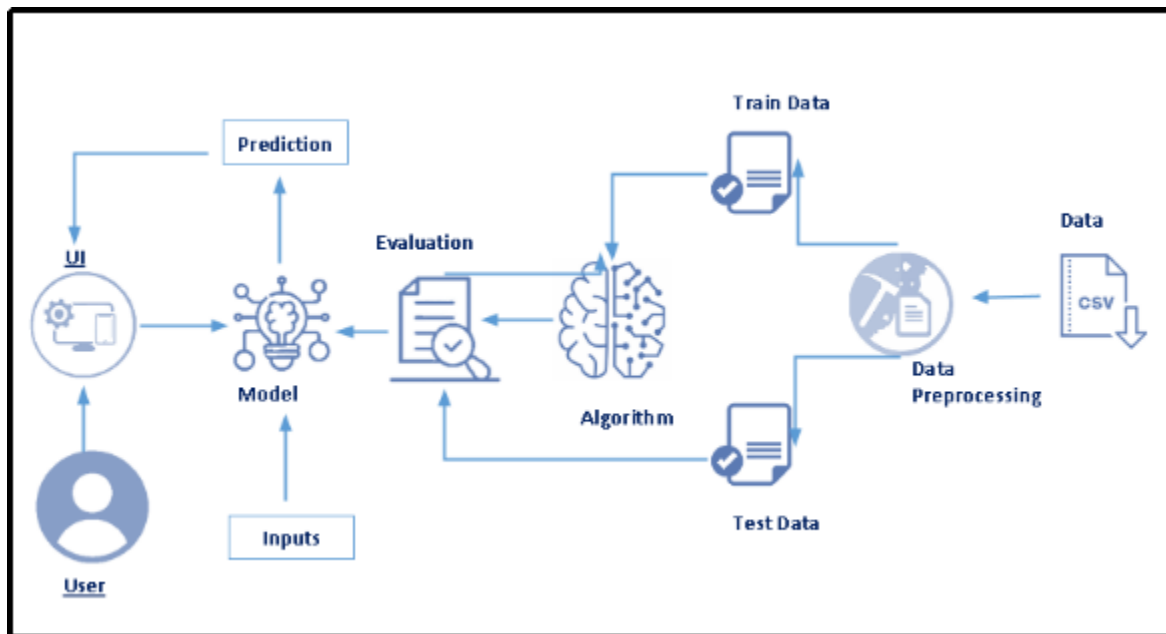 Train Data
Prediction
Data
Evaluation
UI
CSV
Data
Preprocessing
Model
Algorithm
Test Data
Inputs
User